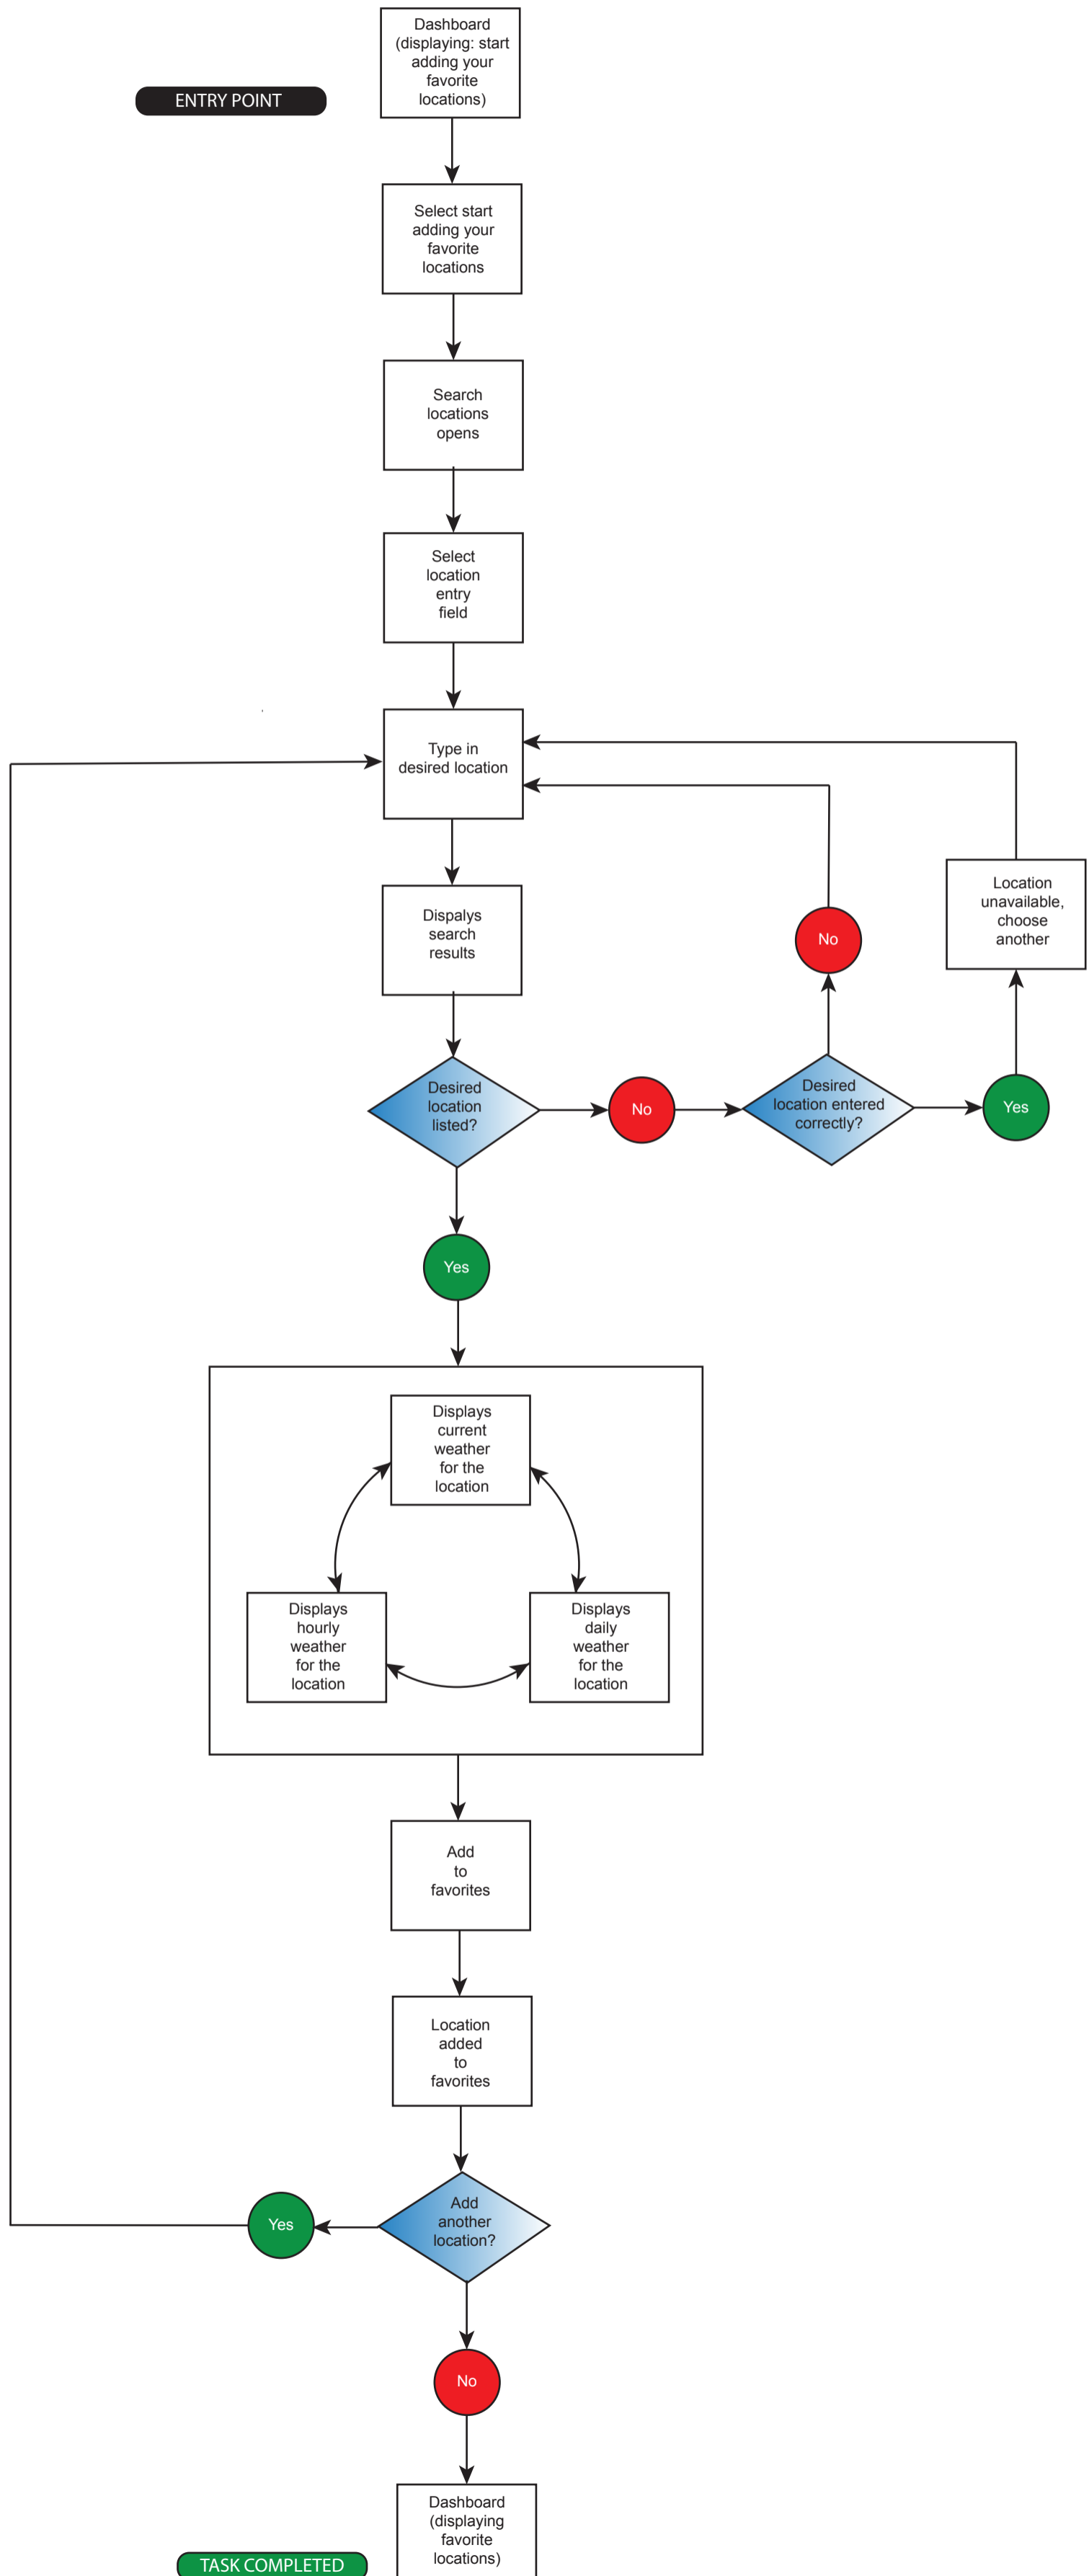 Dashboard
(displaying: start
adding your
favorite
locations)
ENTRY POINT
Select start
adding your
favorite
locations
Search
locations
opens
Select
location
entry
field
Type in
desired location
Dispalys
search
results
Location
unavailable,
choose
another
No
Desired
location
listed?
No
Desired
location entered
correctly?
Yes
Yes
Displays
current
weather
for the
location
Displays
hourly
weather
for the
location
Displays
daily
weather
for the
location
Add
to
favorites
Location
added
to
favorites
Add
another
location?
Yes
No
Dashboard
(displaying
favorite
locations)
TASK COMPLETED